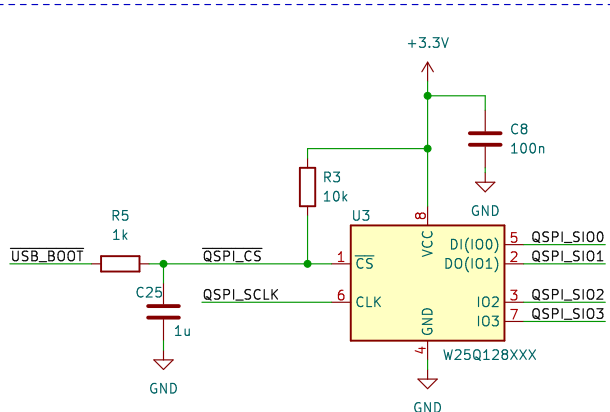 +3.3V
C8
100n
GND
R3
10k
R5
1k
U3
USB_BOOT
QSPI_CS
C25
1u
GND
QSPI_SCLK
8
VCC
1
CS
6
CLK
DI(IO0)
5
QSPI_SIO0
DO(IO1)
2
QSPI_SIO1
IO2
3
QSPI_SIO2
IO3
7
QSPI_SIO3
GND
4
W25Q128XXX
GND